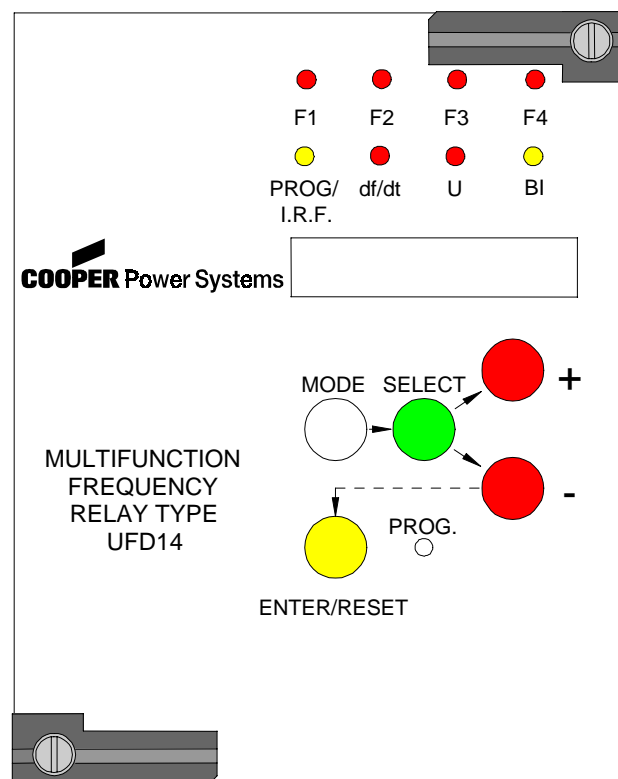 F1 F2 F3 F4
PROG/ df/dt U BI
I.R.F.
COOPER Power Systems
MODE SELECT +
MULTIFUNCTION
FREQUENCY
RELAY TYPE
UFD14
-
PROG.
ENTER/RESET